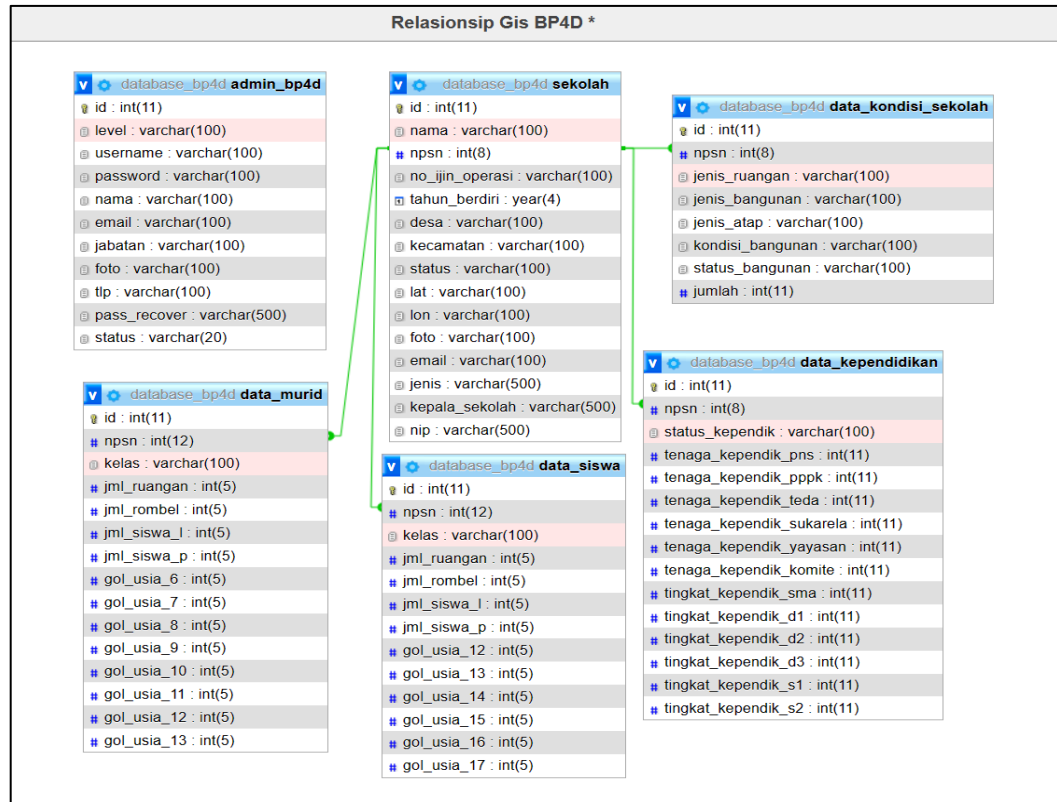 Relasionsip Gis BP4D *
database_bp4d admin_bp4d
id : int(11)
level : varchar(100)
username : varchar(100)
password : varchar(100)
nama : varchar(100)
email : varchar(100)
jabatan : varchar(100)
foto : varchar(100)
tlp : varchar(100)
pass_recover : varchar(500)
status : varchar(20)
database_bp4d sekolah
id : int(11)
nama : varchar(100)
npsn : int(8)
no_ijin_operasi : varchar(100)
tahun_berdiri : year(4)
desa : varchar(100)
kecamatan : varchar(100)
status : varchar(100)
lat : varchar(100)
lon : varchar(100)
foto : varchar(100)
email : varchar(100)
jenis : varchar(500)
kepala_sekolah : varchar(500)
nip : varchar(500)
database_bp4d data_kondisi_sekolah
id : int(11)
npsn : int(8)
jenis_ruangan : varchar(100)
jenis_bangunan : varchar(100)
jenis_atap : varchar(100)
kondisi_bangunan : varchar(100)
status_bangunan : varchar(100)
jumlah : int(11)
database_bp4d data_murid
id : int(11)
npsn : int(12)
kelas : varchar(100)
jml_ruangan : int(5)
jml_rombel : int(5)
jml_siswa_l : int(5)
jml_siswa_p : int(5)
gol_usia_6 : int(5)
gol_usia_7 : int(5)
gol_usia_8 : int(5)
gol_usia_9 : int(5)
gol_usia_10 : int(5)
gol_usia_11 : int(5)
gol_usia_12 : int(5)
gol_usia_13 : int(5)
database_bp4d data_siswa
id : int(11)
npsn : int(12)
kelas : varchar(100)
jml_ruangan : int(5)
jml_rombel : int(5)
jml_siswa_l : int(5)
jml_siswa_p : int(5)
gol_usia_12 : int(5)
gol_usia_13 : int(5)
gol_usia_14 : int(5)
gol_usia_15 : int(5)
gol_usia_16 : int(5)
gol_usia_17 : int(5)
database_bp4d data_kependidikan
id : int(11)
npsn : int(8)
status_kependik : varchar(100)
tenaga_kependik_pns : int(11)
tenaga_kependik_pppk : int(11)
tenaga_kependik_teda : int(11)
tenaga_kependik_sukarela : int(11)
tenaga_kependik_yayasan : int(11)
tenaga_kependik_komite : int(11)
tingkat_kependik_sma : int(11)
tingkat_kependik_d1 : int(11)
tingkat_kependik_d2 : int(11)
tingkat_kependik_d3 : int(11)
tingkat_kependik_s1 : int(11)
tingkat_kependik_s2 : int(11)